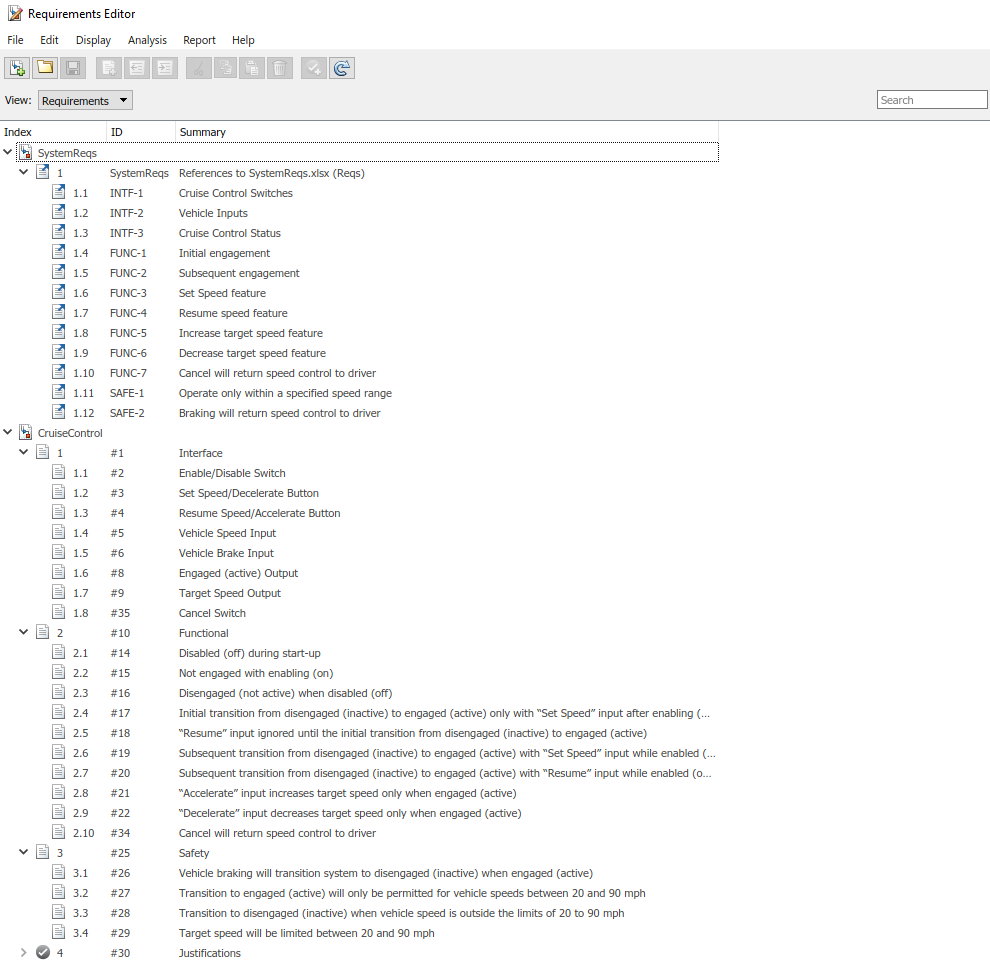 Requirements Editor
File Edit Display Analysis Report Help
View: Requirements Search
Index ID Summary
SystemReqs
1 SystemReqs References to SystemReqs.xlsx (Reqs)
1.1 INTF-1 Cruise Control Switches
1.2 INTF-2 Vehicle Inputs
1.3 INTF-3 Cruise Control Status
1.4 FUNC-1 Initial engagement
1.5 FUNC-2 Subsequent engagement
1.6 FUNC-3 Set Speed feature
1.7 FUNC-4 Resume speed feature
1.8 FUNC-5 Increase target speed feature
1.9 FUNC-6 Decrease target speed feature
1.10 FUNC-7 Cancel will return speed control to driver
1.11 SAFE-1 Operate only within a specified speed range
1.12 SAFE-2 Braking will return speed control to driver
CruiseControl
1 #1 Interface
1.1 #2 Enable/Disable Switch
1.2 #3 Set Speed/Decelerate Button
1.3 #4 Resume Speed/Accelerate Button
1.4 #5 Vehicle Speed Input
1.5 #6 Vehicle Brake Input
1.6 #8 Engaged (active) Output
1.7 #9 Target Speed Output
1.8 #35 Cancel Switch
2 #10 Functional
2.1 #14 Disabled (off) during start-up
2.2 #15 Not engaged with enabling (on)
2.3 #16 Disengaged (not active) when disabled (off)
2.4 #17 Initial transition from disengaged (inactive) to engaged (active) only with “Set Speed” input after enabling (...
2.5 #18 “Resume” input ignored until the initial transition from disengaged (inactive) to engaged (active)
2.6 #19 Subsequent transition from disengaged (inactive) to engaged (active) with “Set Speed” input while enabled (...
2.7 #20 Subsequent transition from disengaged (inactive) to engaged (active) with “Resume” input while enabled (o...
2.8 #21 “Accelerate” input increases target speed only when engaged (active)
2.9 #22 “Decelerate” input decreases target speed only when engaged (active)
2.10 #34 Cancel will return speed control to driver
3 #25 Safety
3.1 #26 Vehicle braking will transition system to disengaged (inactive) when engaged (active)
3.2 #27 Transition to engaged (active) will only be permitted for vehicle speeds between 20 and 90 mph
3.3 #28 Transition to disengaged (inactive) when vehicle speed is outside the limits of 20 to 90 mph
3.4 #29 Target speed will be limited between 20 and 90 mph
4 #30 Justifications